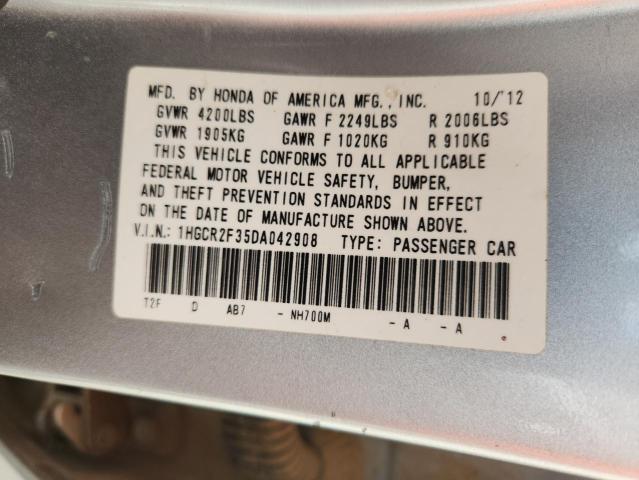 MFD. BY HONDA OF AMERICA MFG., INC. 10/'12
GVWR 4200LBS GAWR F 2249LBS R 2006LBS
GVWR 1905KG GAWR F 1020KG R 910KG
THIS VEHICLE CONFORMS TO ALL APPLICABLE
FEDERAL MOTOR VEHICLE SAFETY, BUMPER,
AND THEFT PREVENTION STANDARDS IN EFFECT
ON THE DATE OF MANUFACTURE SHOWN ABOVE.
V.I.N.: 1HGCR2F35DA042908 TYPE: PASSENGER CAR
T2F D AB7 - NH700M - A - A